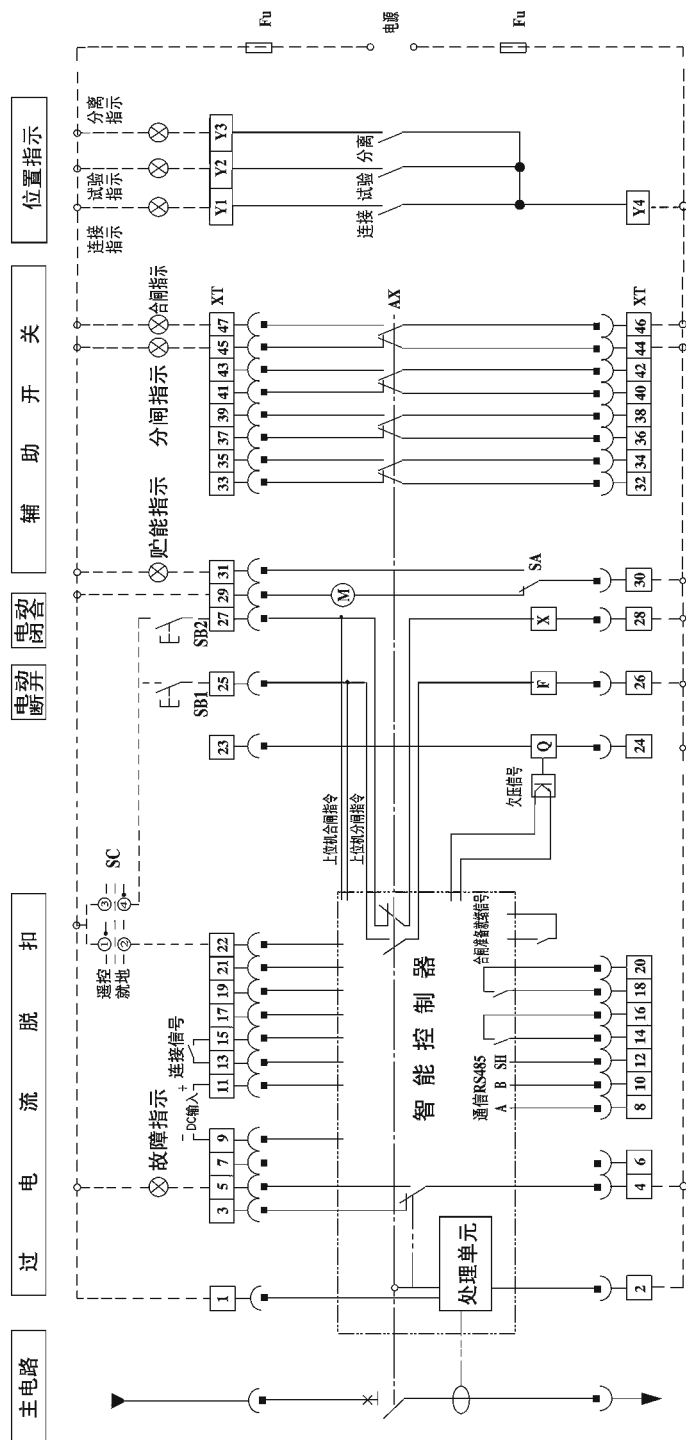 主电路
过电流脱扣
电动
断开
电动
闭合
辅助开关
位置指示
遥控
就地
① ③
② ④
SC
故障指示
- DC输入 +
连接信号
SB1
SB2
贮能指示
分闸指示
合闸指示
连接
指示
试验
指示
分离
指示
Fu
XT
1 3 5 7 9 11 13 15 17 19 21 22 23 25 27 29 31 33 35 37 39 41 43 45 47 Y1 Y2 Y3
上位机合闸指令
上位机分闸指令
M
AX
连接
试验
分离
电源
处理单元
智能控制器
合闸准备就绪信号
通信RS485
A B SH
欠压信号
Q F X
SA
2 4 6 8 10 12 14 16 18 20 24 26 28 30 32 34 36 38 40 42 44 46 Y4
XT
Fu